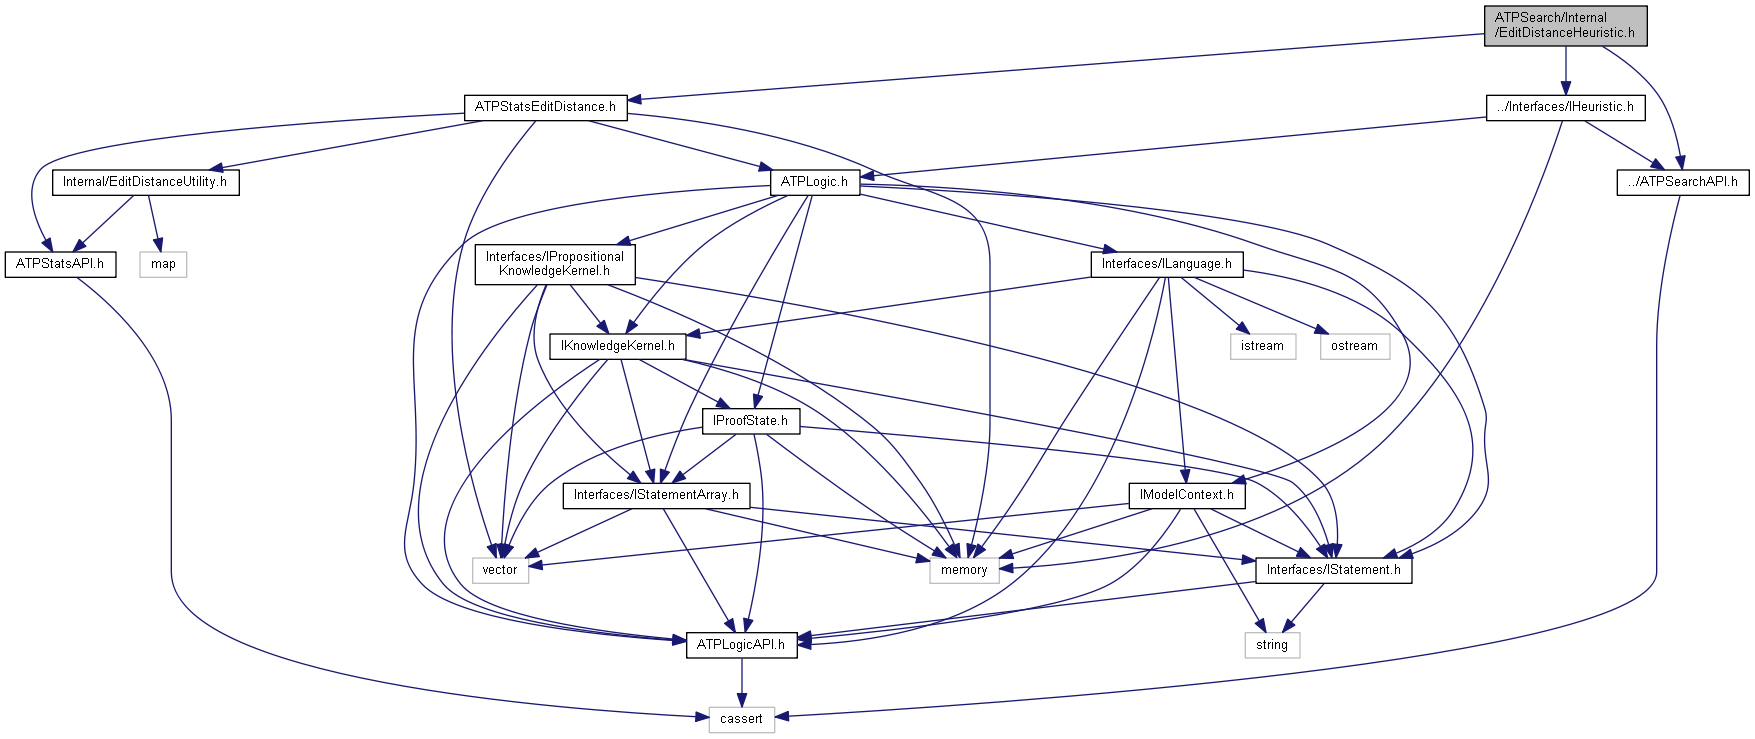 ATPSearch/Internal
/EditDistanceHeuristic.h
ATPStatsEditDistance.h
../Interfaces/IHeuristic.h
Internal/EditDistanceUtility.h
ATPLogic.h
../ATPSearchAPI.h
ATPStatsAPI.h
map
Interfaces/IPropositional
KnowledgeKernel.h
Interfaces/ILanguage.h
IKnowledgeKernel.h
istream
ostream
IProofState.h
Interfaces/IStatementArray.h
IModelContext.h
vector
memory
Interfaces/IStatement.h
ATPLogicAPI.h
string
cassert